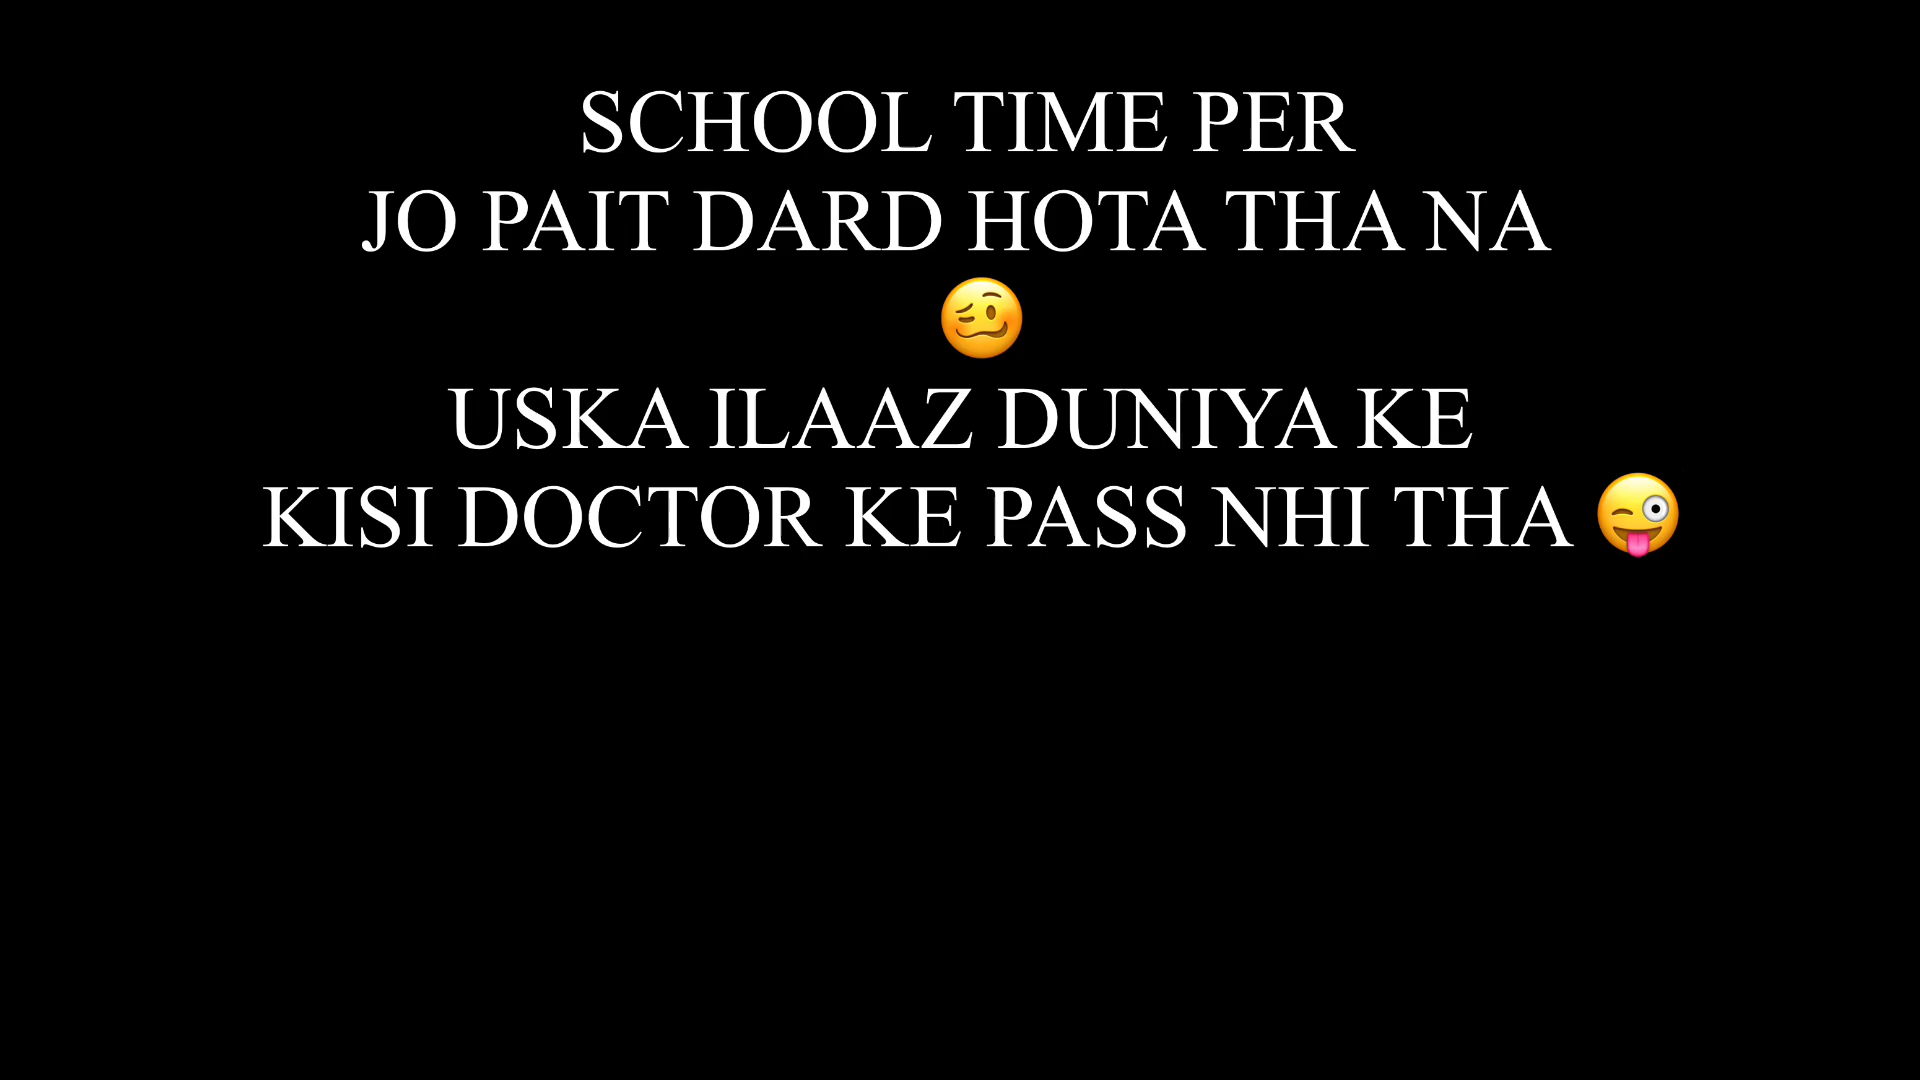 SCHOOL TIME PER
JO PAIT DARD HOTA THA NA
🥴
USKA ILAAZ DUNIYA KE
KISI DOCTOR KE PASS NHI THA 😜